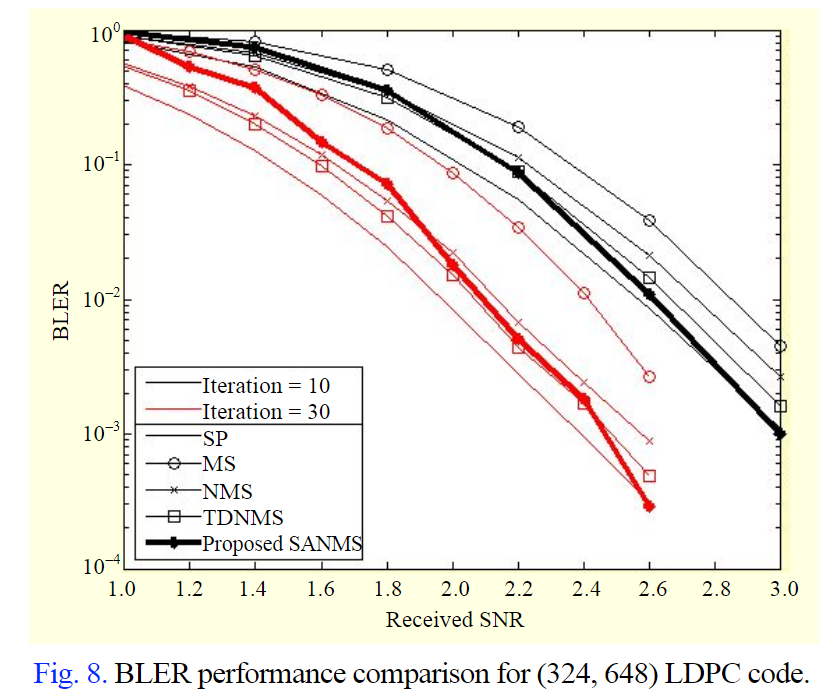 10⁰
10⁻¹
10⁻²
10⁻³
10⁻⁴
BLER
Iteration = 10
Iteration = 30
SP
MS
NMS
TDNMS
Proposed SANMS
1.0 1.2 1.4 1.6 1.8 2.0 2.2 2.4 2.6 2.8 3.0
Received SNR
Fig. 8. BLER performance comparison for (324, 648) LDPC code.